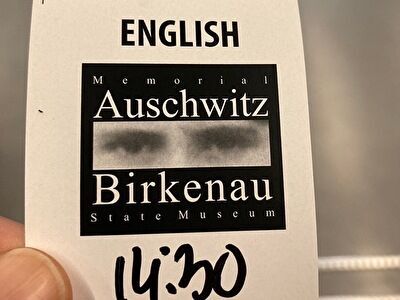 ENGLISH
Memorial
Auschwitz
Birkenau
State Museum
14:30